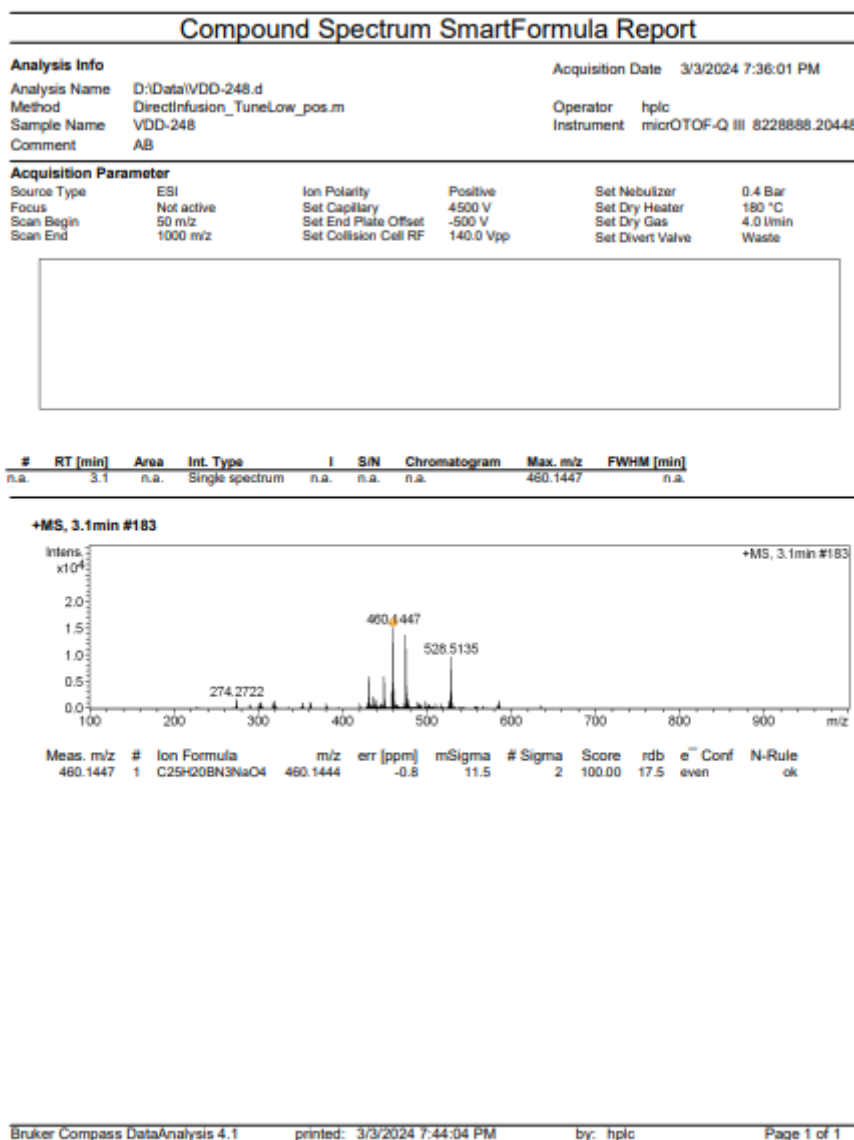 Compound Spectrum SmartFormula Report
Analysis Info
Acquisition Date 3/3/2024 7:36:01 PM
Analysis Name D:\Data\VDD-248.d
Method DirectInfusion_TuneLow_pos.m Operator hplc
Sample Name VDD-248 Instrument micrOTOF-Q III 8228888.20448
Comment AB
Acquisition Parameter
Source Type ESI Ion Polarity Positive Set Nebulizer 0.4 Bar
Focus Not active Set Capillary 4500 V Set Dry Heater 180 °C
Scan Begin 50 m/z Set End Plate Offset -500 V Set Dry Gas 4.0 l/min
Scan End 1000 m/z Set Collision Cell RF 140.0 Vpp Set Divert Valve Waste
# RT [min] Area Int. Type I S/N Chromatogram Max. m/z FWHM [min]
n.a. 3.1 n.a. Single spectrum n.a. n.a. n.a. 460.1447 n.a.
+MS, 3.1min #183
Intens. +MS, 3.1min #183
x10⁴
2.0
1.5 460.1447
1.0 528.5135
0.5 274.2722
0.0
100 200 300 400 500 600 700 800 900 m/z
Meas. m/z # Ion Formula m/z err [ppm] mSigma # Sigma Score rdb e⁻ Conf N-Rule
460.1447 1 C25H20BN3NaO4 460.1444 -0.8 11.5 2 100.00 17.5 even ok
Bruker Compass DataAnalysis 4.1 printed: 3/3/2024 7:44:04 PM by: hplc Page 1 of 1